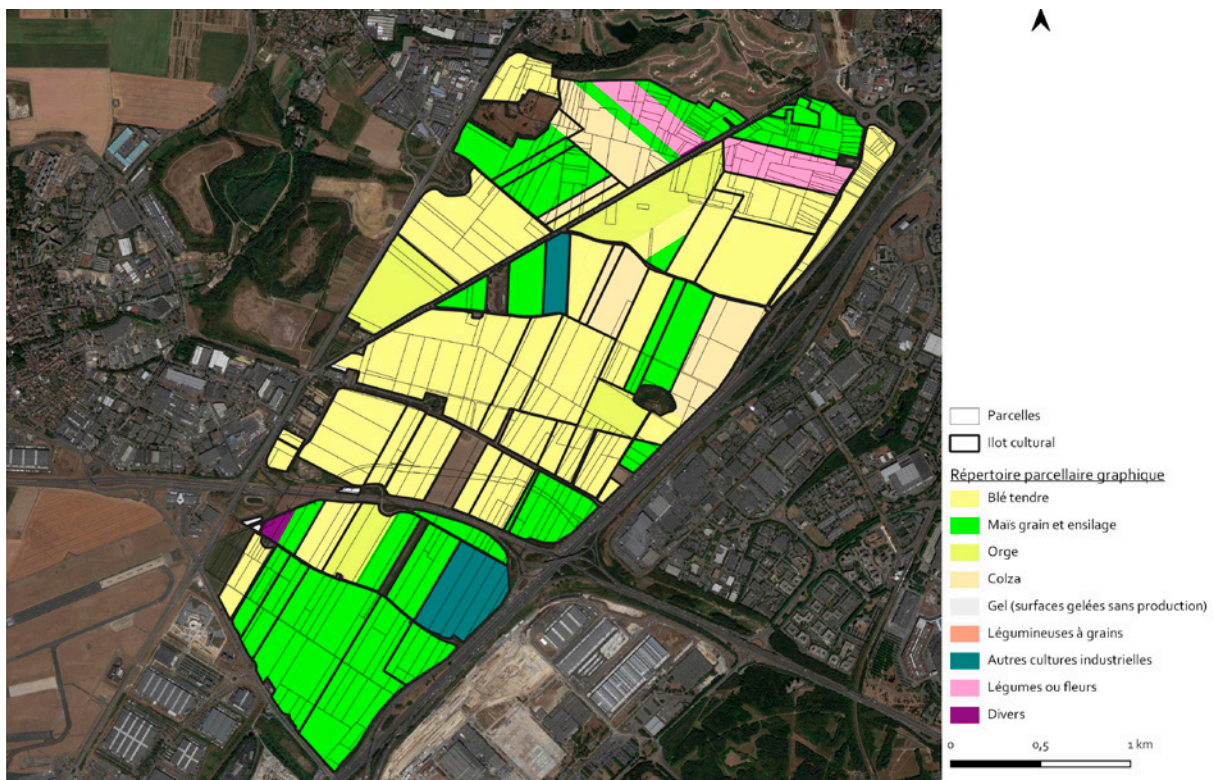 Parcelles
Ilot cultural
Répertoire parcellaire graphique
Blé tendre
Maïs grain et ensilage
Orge
Colza
Gel (surfaces gelées sans production)
Légumineuses à grains
Autres cultures industrielles
Légumes ou fleurs
Divers
0 0,5 1 km